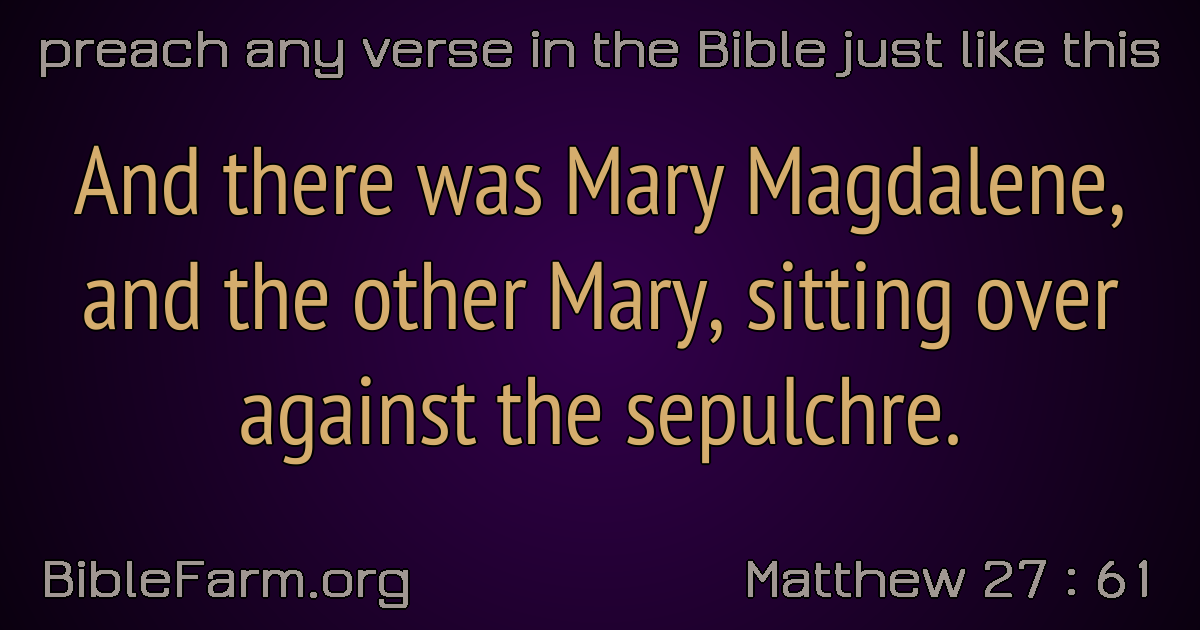 preach any verse in the Bible just like this
And there was Mary Magdalene,
and the other Mary, sitting over
against the sepulchre.
BibleFarm.org
Matthew 27 : 61